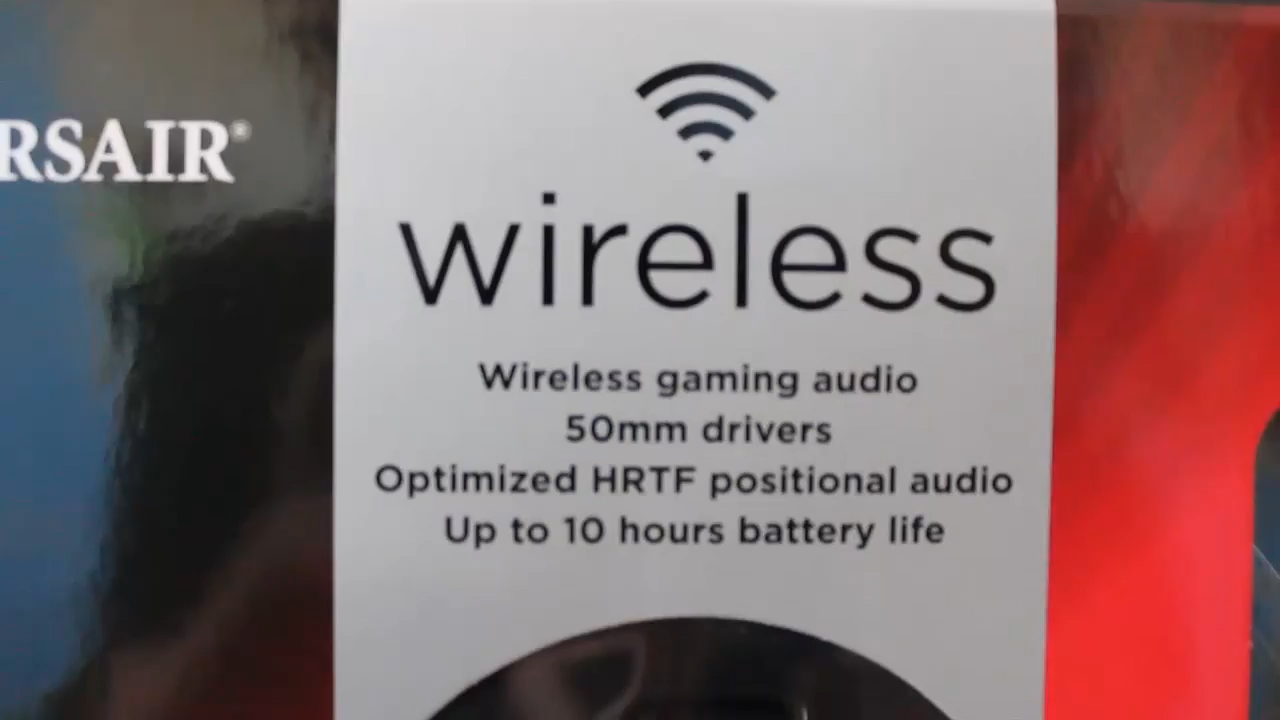 RSAIR®
wireless
Wireless gaming audio
50mm drivers
Optimized HRTF positional audio
Up to 10 hours battery life